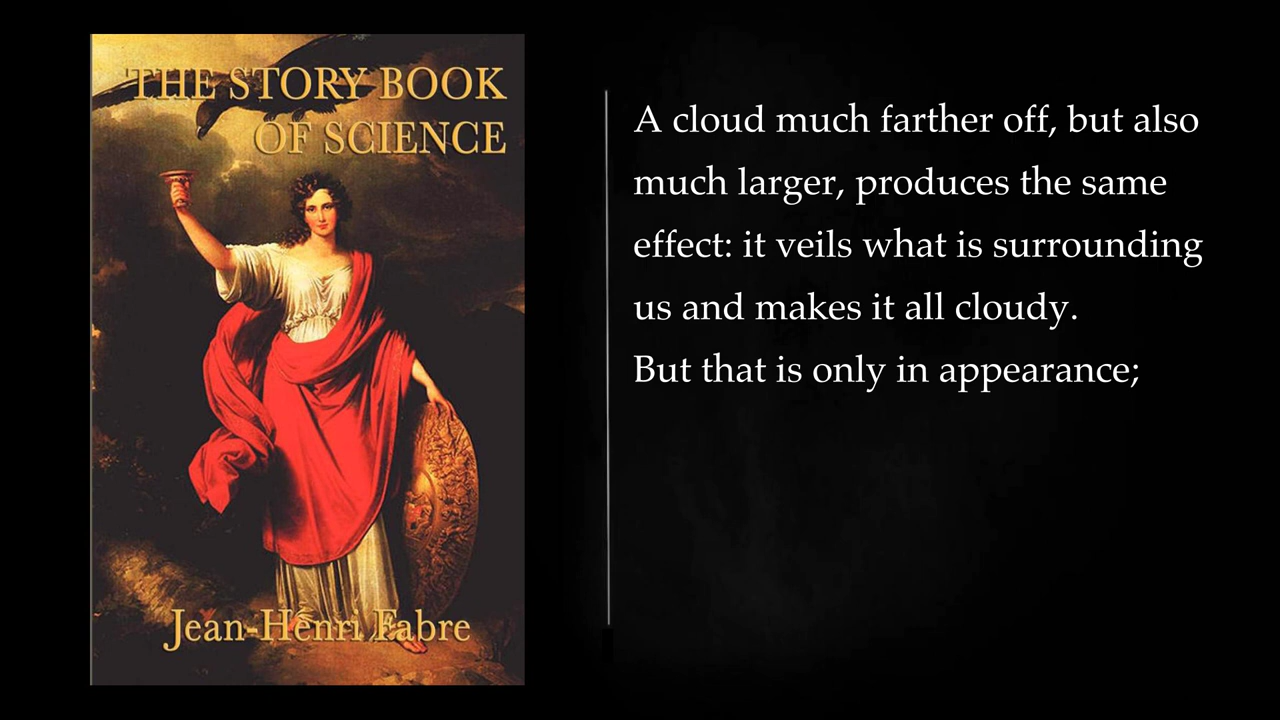 THE STORY BOOK
OF SCIENCE
Jean-Henri Fabre
A cloud much farther off, but also
much larger, produces the same
effect: it veils what is surrounding
us and makes it all cloudy.
But that is only in appearance;